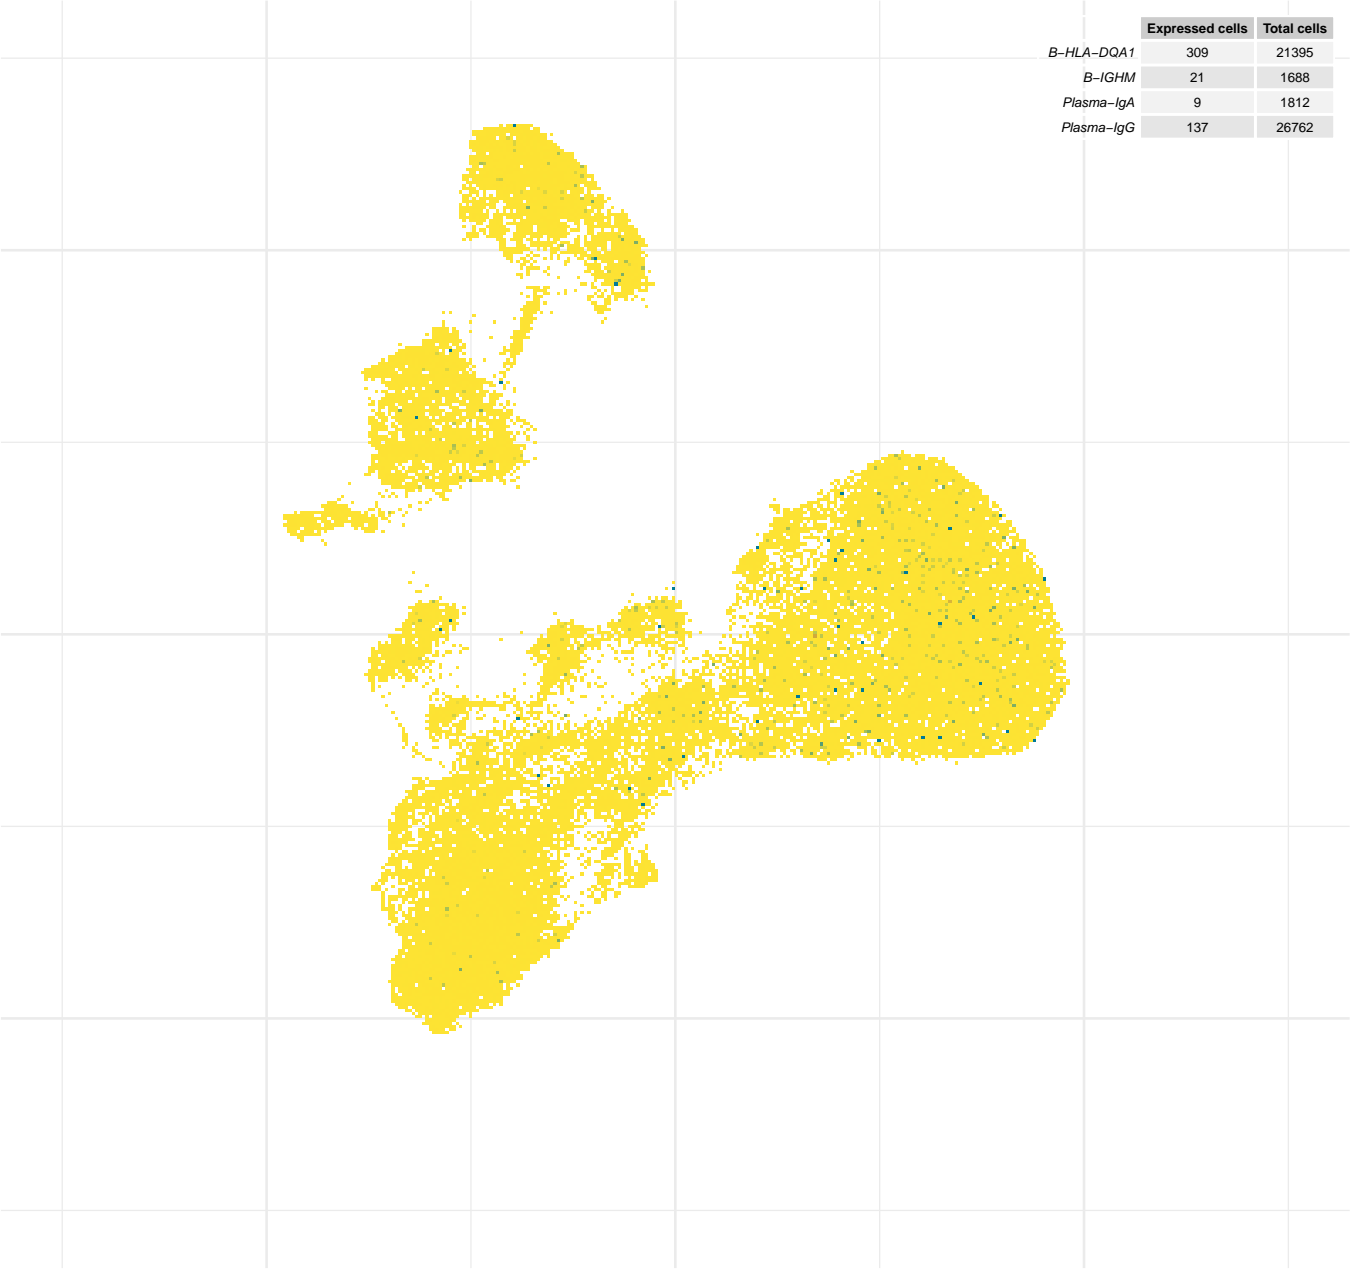 Expressed cells Total cells
B−HLA−DQA1 309 21395
B−IGHM 21 1688
Plasma−IgA 9 1812
Plasma−IgG 137 26762